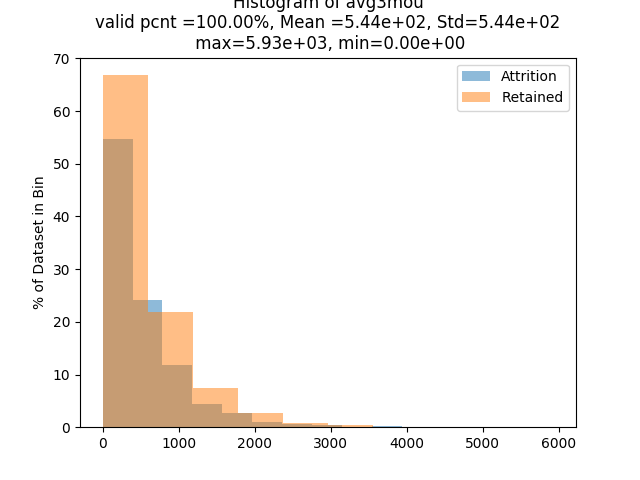 Histogram of avg3mou
valid pcnt =100.00%, Mean =5.44e+02, Std=5.44e+02
max=5.93e+03, min=0.00e+00
Attrition
Retained
% of Dataset in Bin
70
60
50
40
30
20
10
0
0 1000 2000 3000 4000 5000 6000